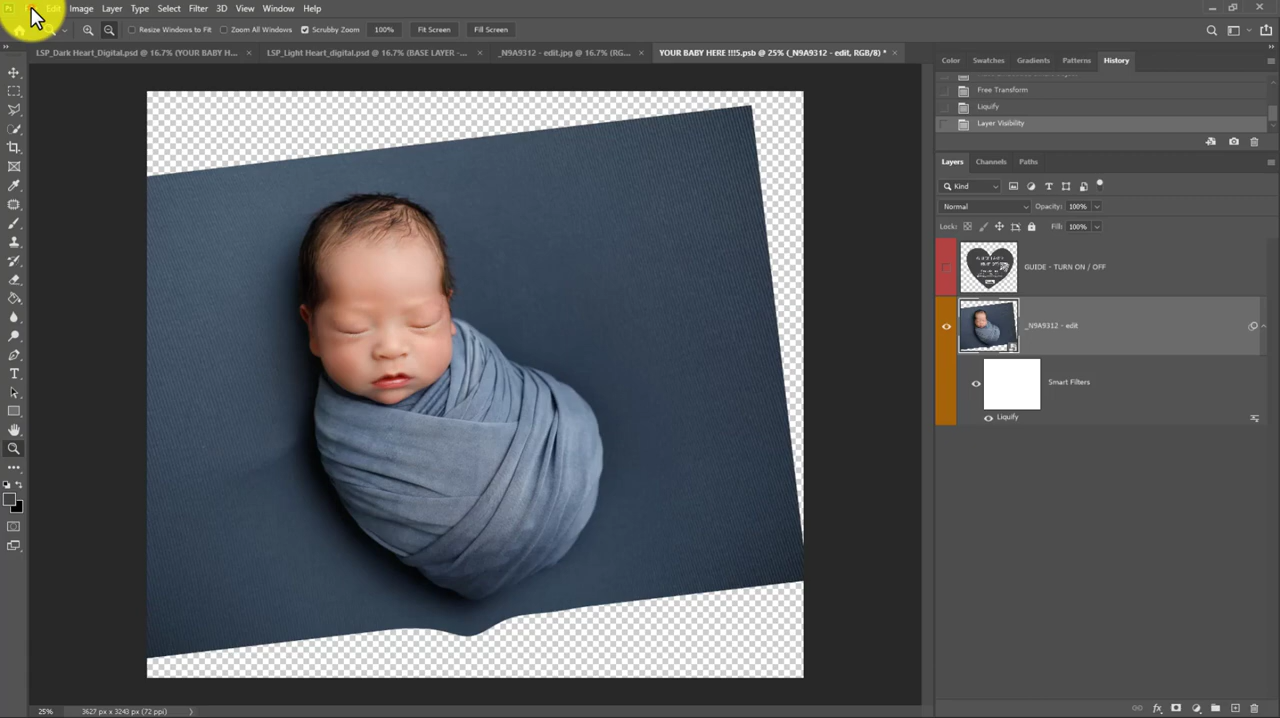 Edit Image Layer Type Select Filter 3D View Window Help
Resize Windows to Fit Zoom All Windows Scrubby Zoom 100% Fit Screen Fill Screen
LSP_Dark Heart_Digital.psd @ 16.7% (YOUR BABY H... × LSP_Light Heart_digital.psd @ 16.7% (BASE LAYER -... × _N9A9312 - edit.jpg @ 16.7% (RG... × YOUR BABY HERE !!!5.psb @ 25% (_N9A9312 - edit, RGB/8) * ×
Color Swatches Gradients Patterns History
Free Transform
Liquify
Layer Visibility
Layers Channels Paths
Kind
Normal Opacity: 100%
Lock: Fill: 100%
GUIDE - TURN ON / OFF
_N9A9312 - edit
Smart Filters
Liquify
25% 3627 px x 3243 px (72 ppi)